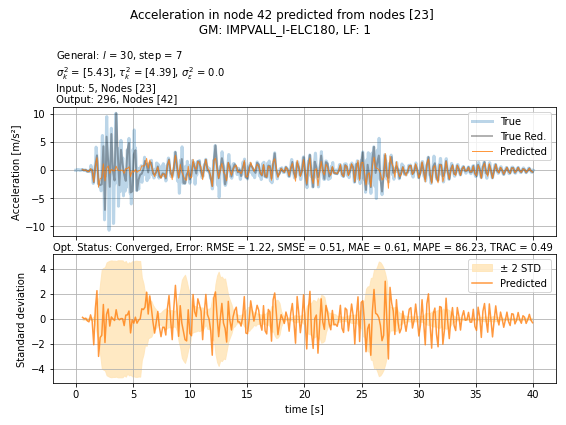 Acceleration in node 42 predicted from nodes [23]
GM: IMPVALL_I-ELC180, LF: 1
General: l = 30, step = 7
σ²ₖ = [5.43], τ²ₖ = [4.39], σ²ε = 0.0
Input: 5, Nodes [23]
Output: 296, Nodes [42]
Acceleration [m/s²]
10
5
0
−5
−10
True
True Red.
Predicted
Opt. Status: Converged, Error: RMSE = 1.22, SMSE = 0.51, MAE = 0.61, MAPE = 86.23, TRAC = 0.49
Standard deviation
4
2
0
−2
−4
± 2 STD
Predicted
0 5 10 15 20 25 30 35 40
time [s]